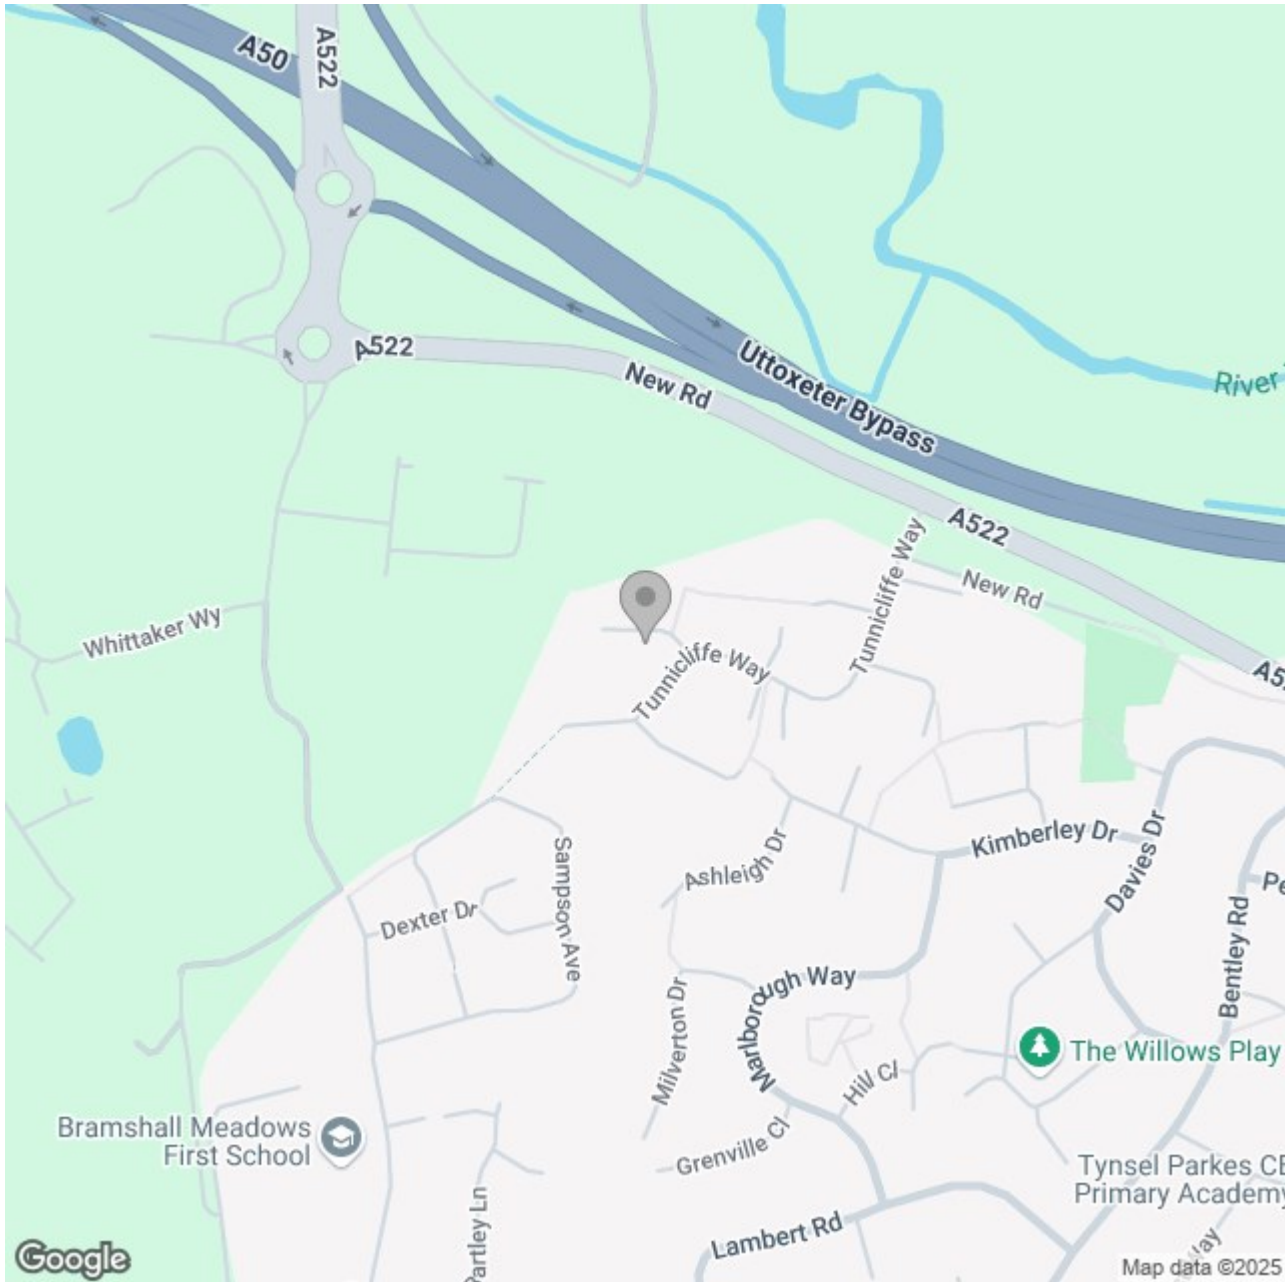 A50
A522
A522
New Rd
Uttoxeter Bypass
River
A522
Tunnicliffe Way
New Rd
Whittaker Wy
Tunnicliffe Way
Kimberley Dr
Davies Dr
Ashleigh Dr
Sampson Ave
Dexter Dr
Bentley Rd
Marlborough Way
Milverton Dr
The Willows Play
Hill Cl
Bramshall Meadows
First School
Grenville Cl
Tynsel Parkes CE
Primary Academy
Partley Ln
Lambert Rd
Google
Map data ©2025